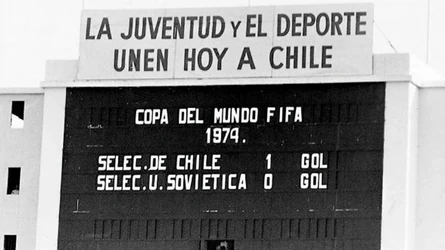 LA JUVENTUD Y EL DEPORTE
UNEN HOY A CHILE
COPA DEL MUNDO FIFA
1974.
SELEC. DE CHILE 1 GOL
SELEC. U. SOVIETICA 0 GOL